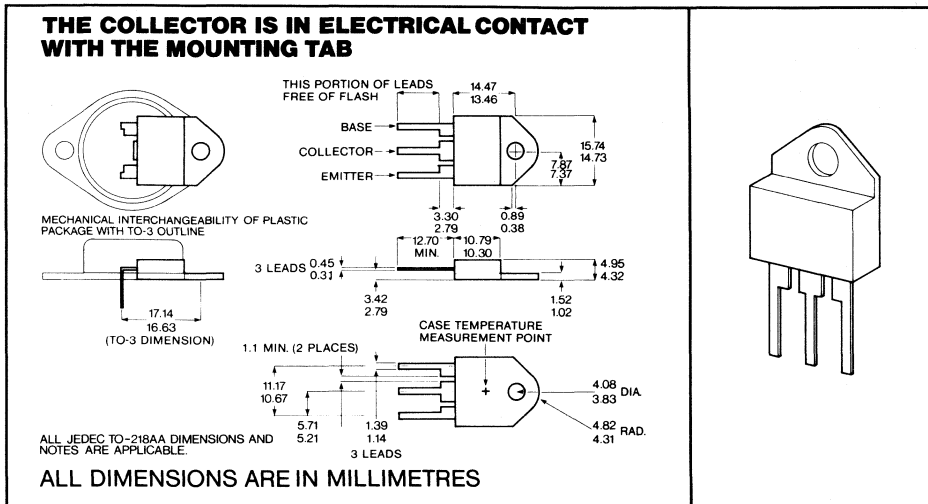 THE COLLECTOR IS IN ELECTRICAL CONTACT
WITH THE MOUNTING TAB
THIS PORTION OF LEADS
FREE OF FLASH
14.47
13.46
BASE
COLLECTOR
EMITTER
15.74
14.73
7.87
7.37
3.30
2.79
0.89
0.38
MECHANICAL INTERCHANGEABILITY OF PLASTIC
PACKAGE WITH TO-3 OUTLINE
12.70
MIN.
10.79
10.30
3 LEADS
0.45
0.31
4.95
4.32
3.42
2.79
1.52
1.02
17.14
16.63
(TO-3 DIMENSION)
CASE TEMPERATURE
MEASUREMENT POINT
1.1 MIN. (2 PLACES)
11.17
10.67
4.08
3.83
DIA.
5.71
5.21
1.39
1.14
3 LEADS
4.82
4.31
RAD.
ALL JEDEC TO-218AA DIMENSIONS AND
NOTES ARE APPLICABLE.
ALL DIMENSIONS ARE IN MILLIMETRES